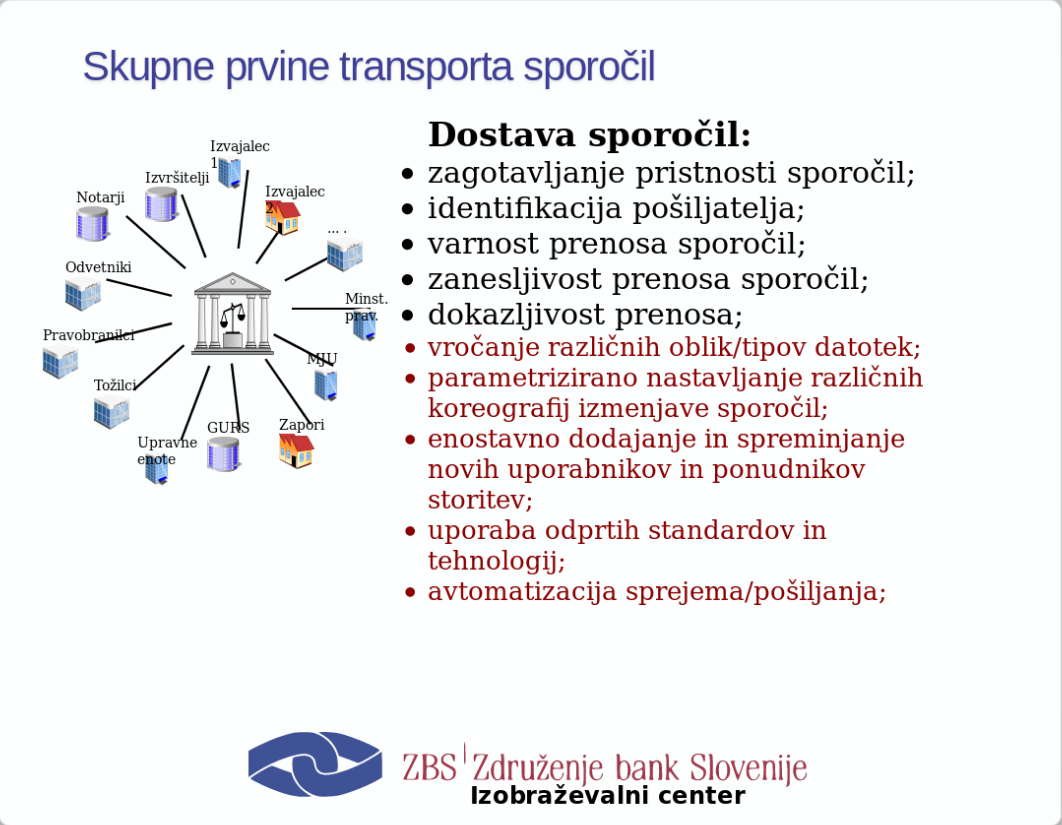 Skupne prvine transporta sporočil
Izvajalec
1
Izvršitelji
Izvajalec
2
Notarji
... .
Odvetniki
Minst.
prav.
Pravobranilci
MJU
Tožilci
GURS
Zapori
Upravne
enote
Dostava sporočil:
• zagotavljanje pristnosti sporočil;
• identifikacija pošiljatelja;
• varnost prenosa sporočil;
• zanesljivost prenosa sporočil;
• dokazljivost prenosa;
• vročanje različnih oblik/tipov datotek;
• parametrizirano nastavljanje različnih
koreografij izmenjave sporočil;
• enostavno dodajanje in spreminjanje
novih uporabnikov in ponudnikov
storitev;
• uporaba odprtih standardov in
tehnologij;
• avtomatizacija sprejema/pošiljanja;
ZBS Združenje bank Slovenije
Izobraževalni center